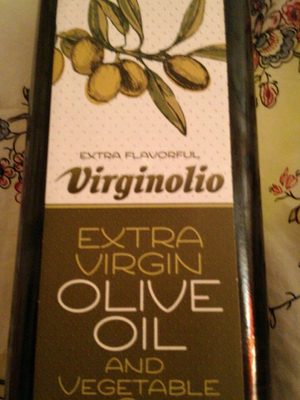 EXTRA FLAVORFUL
Virginolio
EXTRA
VIRGIN
OLIVE
OIL
AND
VEGETABLE